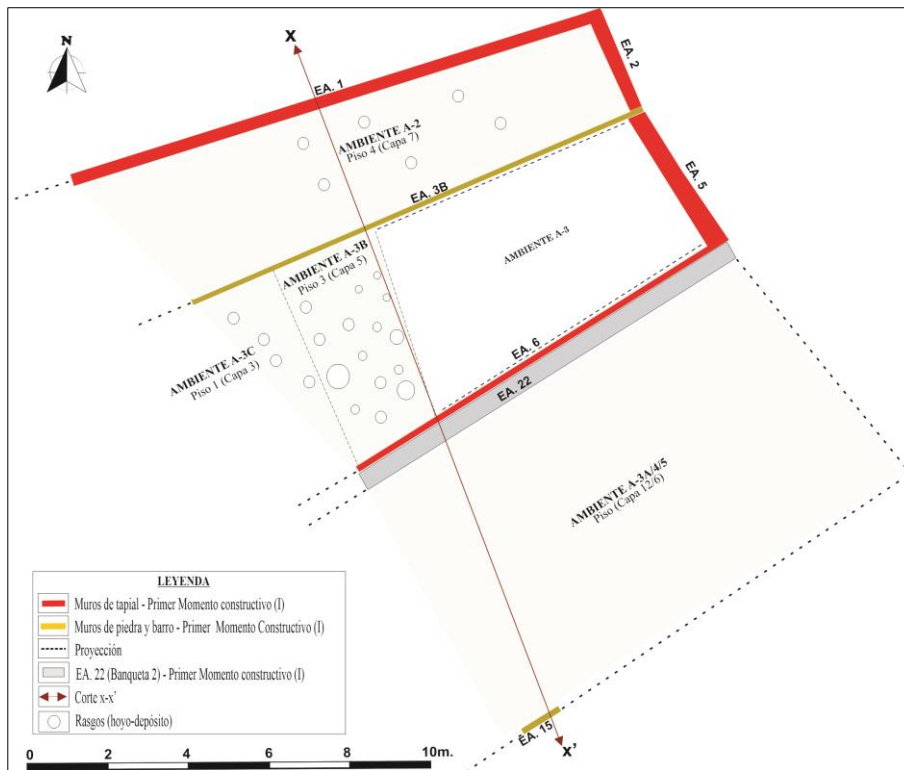 N
X
EA. 1
EA. 2
AMBIENTE A-2
Piso 4 (Capa 7)
EA. 3B
EA. 5
AMBIENTE A-3
AMBIENTE A-3B
Piso 3 (Capa 5)
AMBIENTE A-3C
Piso 1 (Capa 3)
EA. 6
EA. 22
AMBIENTE A-3A/4/5
Piso (Capa 12/6)
EA. 15
X'
LEYENDA
Muros de tapial - Primer Momento constructivo (I)
Muros de piedra y barro - Primer Momento Constructivo (I)
Proyección
EA. 22 (Banqueta 2) - Primer Momento constructivo (I)
Corte x-x'
Rasgos (hoyo-depósito)
0 2 4 6 8 10m.